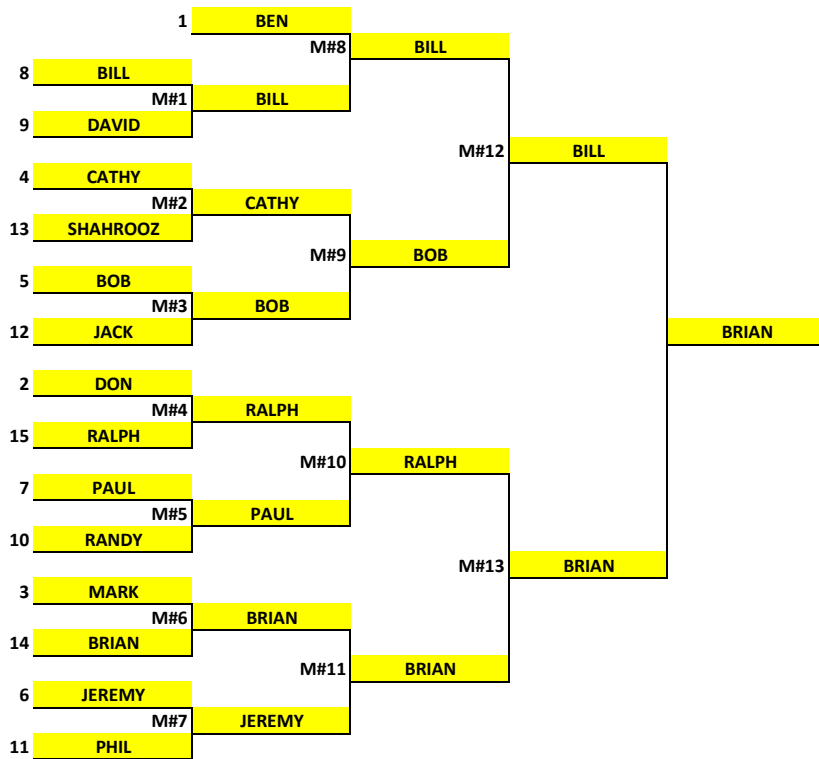 1 BEN
M#8 BILL
8 BILL
M#1 BILL
9 DAVID
M#12 BILL
4 CATHY
M#2 CATHY
13 SHAHROOZ
M#9 BOB
5 BOB
M#3 BOB
12 JACK
BRIAN
2 DON
M#4 RALPH
15 RALPH
M#10 RALPH
7 PAUL
M#5 PAUL
10 RANDY
M#13 BRIAN
3 MARK
M#6 BRIAN
14 BRIAN
M#11 BRIAN
6 JEREMY
M#7 JEREMY
11 PHIL